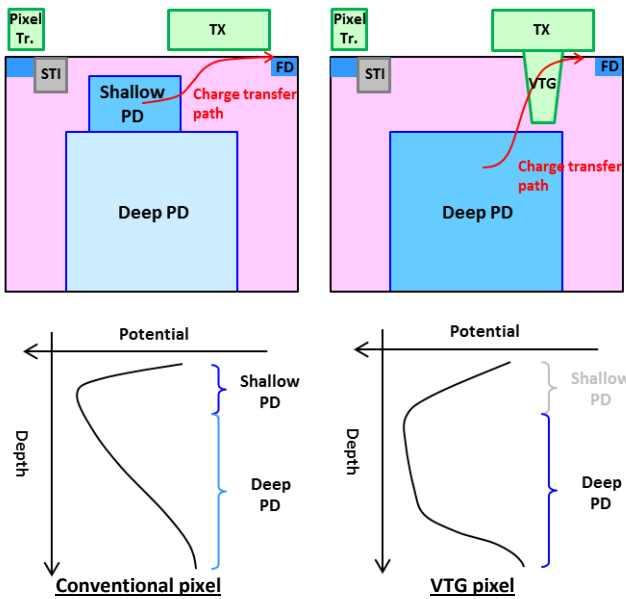 Pixel
Tr.
TX
STI
FD
Shallow
PD
Charge transfer
path
Deep PD
Pixel
Tr.
TX
STI
FD
VTG
Charge transfer
path
Deep PD
Potential
Shallow
PD
Depth
Deep
PD
Conventional pixel
Potential
Shallow
PD
Depth
Deep
PD
VTG pixel